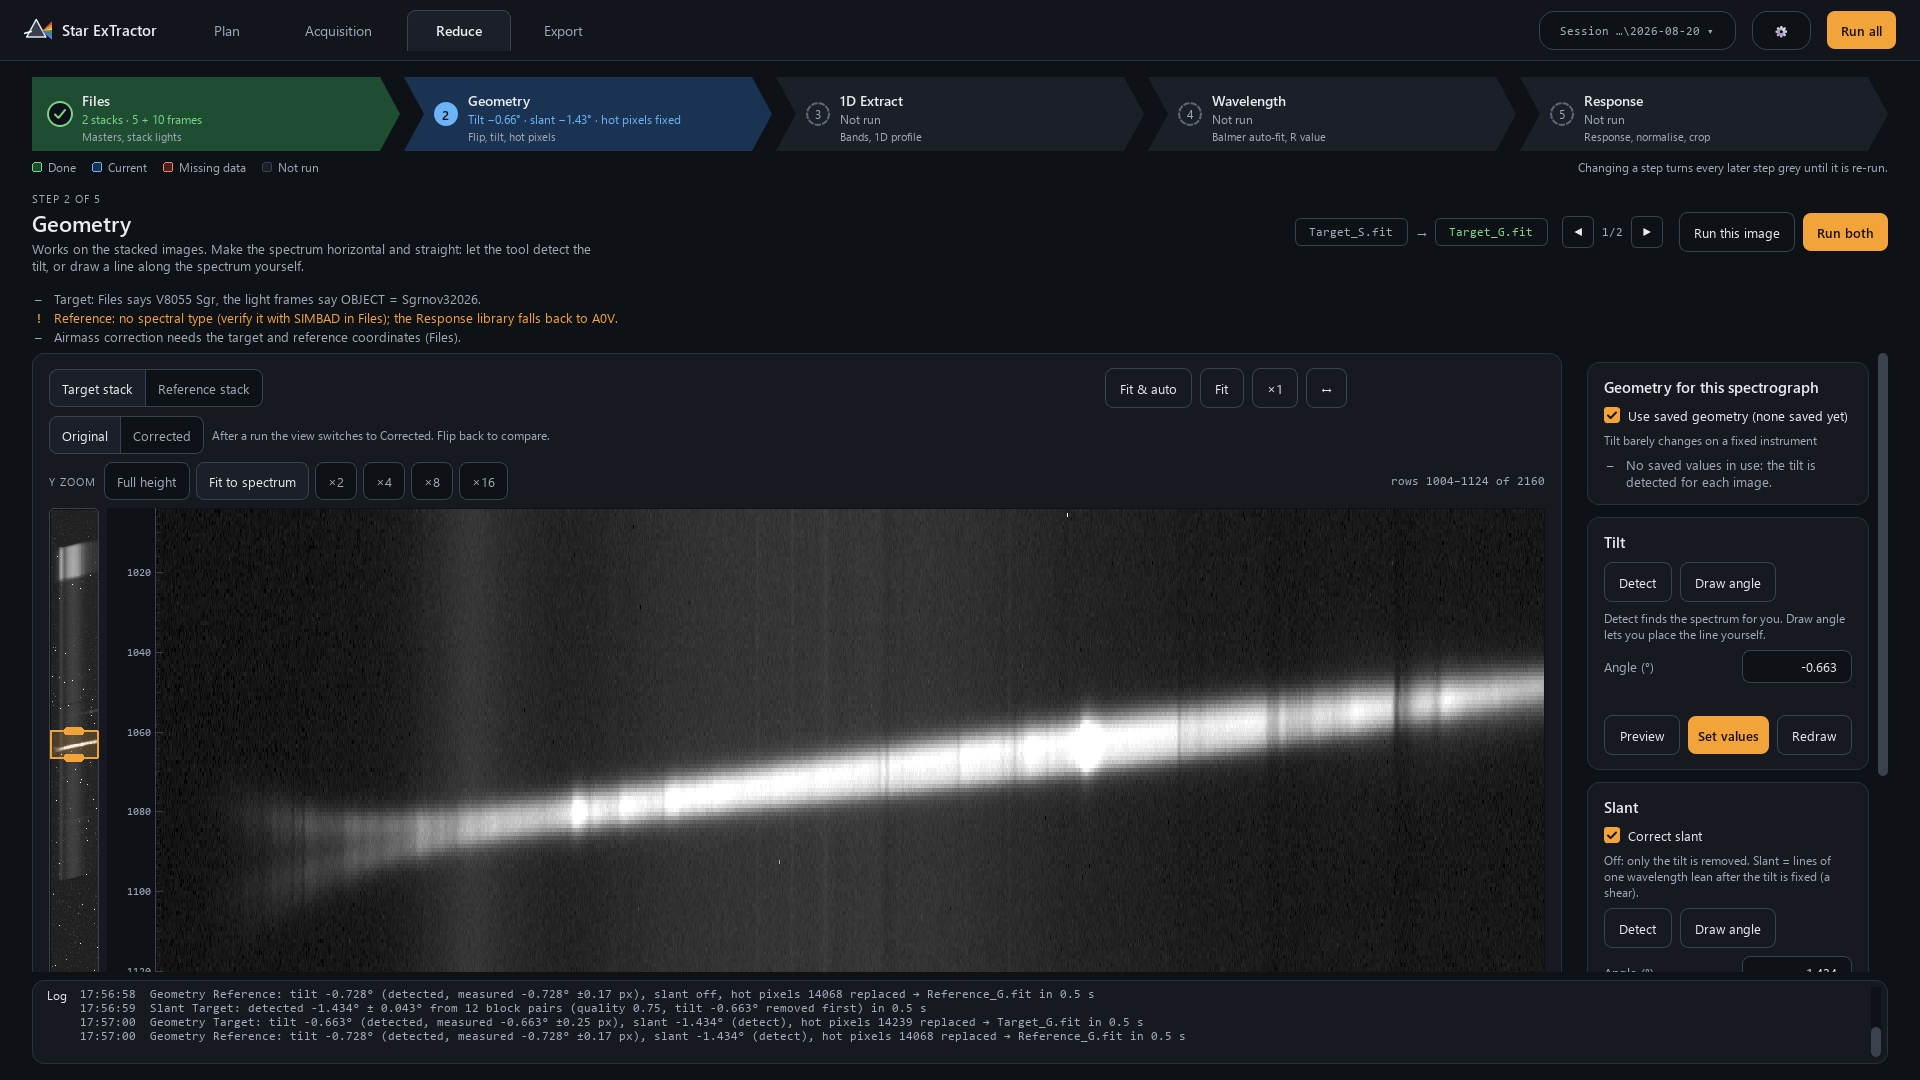 Star ExTractor
Plan
Acquisition
Reduce
Export
Session …\2026-08-20 ▾
Run all
Files
2 stacks · 5 + 10 frames
Masters, stack lights
2
Geometry
Tilt −0.66° · slant −1.43° · hot pixels fixed
Flip, tilt, hot pixels
3
1D Extract
Not run
Bands, 1D profile
4
Wavelength
Not run
Balmer auto-fit, R value
5
Response
Not run
Response, normalise, crop
Done
Current
Missing data
Not run
Changing a step turns every later step grey until it is re-run.
STEP 2 OF 5
Geometry
Works on the stacked images. Make the spectrum horizontal and straight: let the tool detect the
tilt, or draw a line along the spectrum yourself.
Target_S.fit → Target_G.fit
◀ 1/2 ▶
Run this image
Run both
– Target: Files says V8055 Sgr, the light frames say OBJECT = Sgrnov32026.
! Reference: no spectral type (verify it with SIMBAD in Files); the Response library falls back to A0V.
– Airmass correction needs the target and reference coordinates (Files).
Target stack
Reference stack
Fit & auto
Fit
×1
↔
Original
Corrected
After a run the view switches to Corrected. Flip back to compare.
Y ZOOM
Full height
Fit to spectrum
×2
×4
×8
×16
rows 1004–1124 of 2160
1020
1040
1060
1080
1100
1120
Geometry for this spectrograph
Use saved geometry (none saved yet)
Tilt barely changes on a fixed instrument
– No saved values in use: the tilt is
detected for each image.
Tilt
Detect
Draw angle
Detect finds the spectrum for you. Draw angle
lets you place the line yourself.
Angle (°)
-0.663
Preview
Set values
Redraw
Slant
Correct slant
Off: only the tilt is removed. Slant = lines of
one wavelength lean after the tilt is fixed (a
shear).
Detect
Draw angle
Angle (°)
-1.434
Log
17:56:58 Geometry Reference: tilt -0.728° (detected, measured -0.728° ±0.17 px), slant off, hot pixels 14068 replaced → Reference_G.fit in 0.5 s
17:56:59 Slant Target: detected -1.434° ± 0.043° from 12 block pairs (quality 0.75, tilt -0.663° removed first) in 0.5 s
17:57:00 Geometry Target: tilt -0.663° (detected, measured -0.663° ±0.25 px), slant -1.434° (detect), hot pixels 14239 replaced → Target_G.fit in 0.5 s
17:57:00 Geometry Reference: tilt -0.728° (detected, measured -0.728° ±0.17 px), slant -1.434° (detect), hot pixels 14068 replaced → Reference_G.fit in 0.5 s